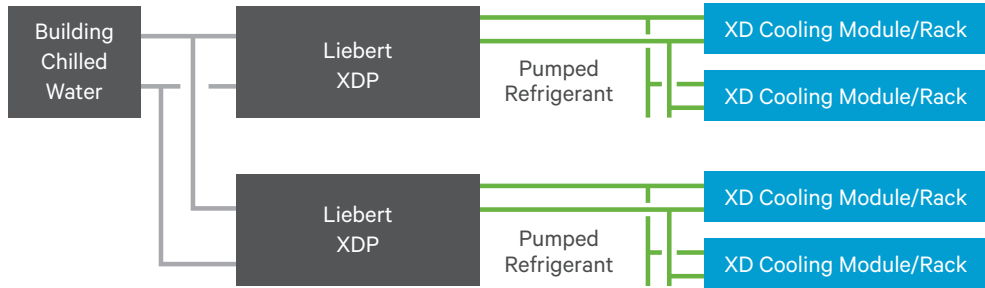 Building
Chilled
Water
Liebert
XDP
Pumped
Refrigerant
XD Cooling Module/Rack
XD Cooling Module/Rack
Liebert
XDP
Pumped
Refrigerant
XD Cooling Module/Rack
XD Cooling Module/Rack